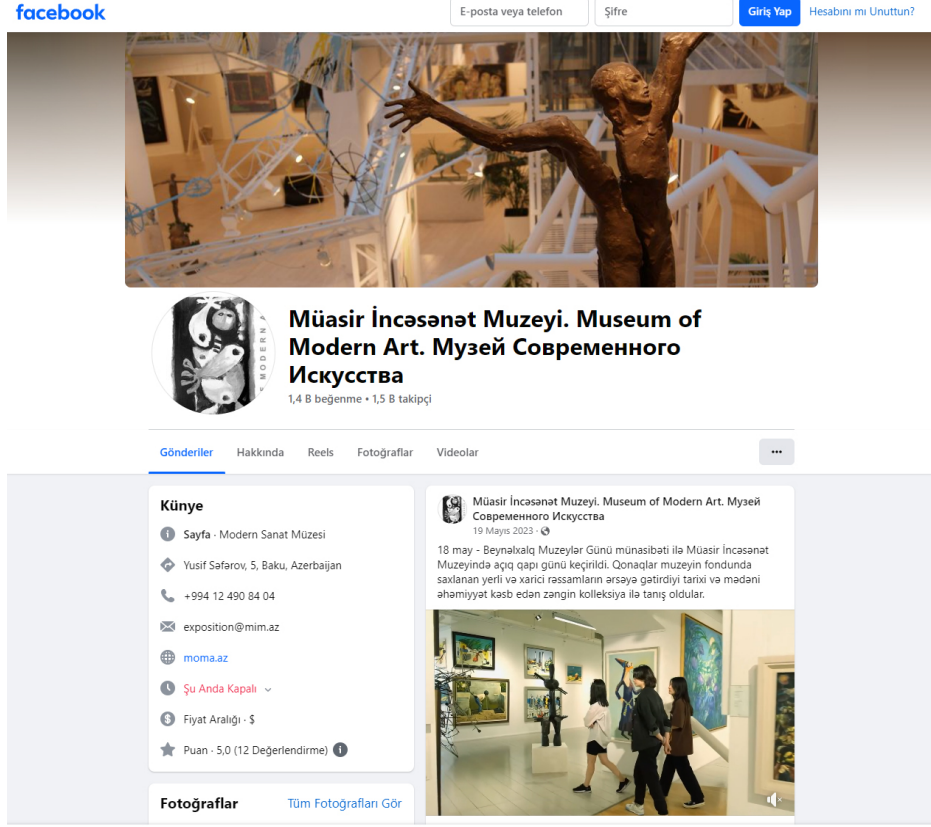 facebook
E-posta veya telefon
Şifre
Giriş Yap
Hesabını mı Unuttun?
Müasir İncəsənət Muzeyi. Museum of
Modern Art. Музей Современного
Искусства
1,4 B beğenme • 1,5 B takipçi
Gönderiler
Hakkında
Reels
Fotoğraflar
Videolar
Künye
Sayfa · Modern Sanat Müzesi
Yusif Səfərov, 5, Baku, Azerbaijan
+994 12 490 84 04
exposition@mim.az
moma.az
Şu Anda Kapalı
Fiyat Aralığı · $
Puan · 5,0 (12 Değerlendirme)
Fotoğraflar
Tüm Fotoğrafları Gör
Müasir İncəsənət Muzeyi. Museum of Modern Art. Музей
Современного Искусства
19 Mayıs 2023 ·
18 may - Beynəlxalq Muzeylər Günü münasibəti ilə Müasir İncəsənət
Muzeyində açıq qapı günü keçirildi. Qonaqlar muzeyin fondunda
saxlanan yerli və xarici rəssamların ərsəyə gətirdiyi tarixi və mədəni
əhəmiyyət kəsb edən zəngin kolleksiya ilə tanış oldular.